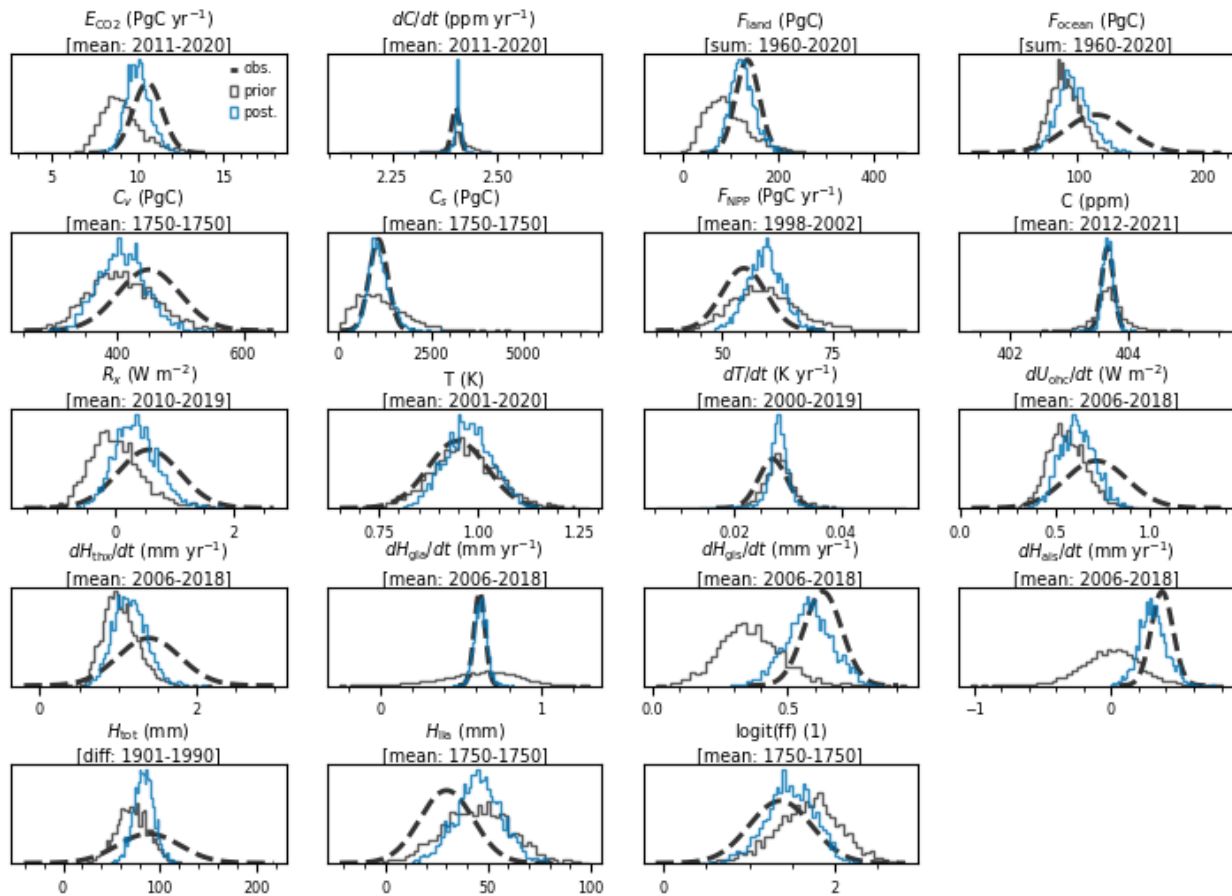 E_CO2 (PgC yr⁻¹)
[mean: 2011-2020]
obs.
prior
post.
5 10 15
dC/dt (ppm yr⁻¹)
[mean: 2011-2020]
2.25 2.50
F_land (PgC)
[sum: 1960-2020]
0 200 400
F_ocean (PgC)
[sum: 1960-2020]
100 200
C_v (PgC)
[mean: 1750-1750]
400 600
C_s (PgC)
[mean: 1750-1750]
0 2500 5000
F_NPP (PgC yr⁻¹)
[mean: 1998-2002]
50 75
C (ppm)
[mean: 2012-2021]
402 404
R_x (W m⁻²)
[mean: 2010-2019]
0 2
T (K)
[mean: 2001-2020]
0.75 1.00 1.25
dT/dt (K yr⁻¹)
[mean: 2000-2019]
0.02 0.04
dU_ohc/dt (W m⁻²)
[mean: 2006-2018]
0.0 0.5 1.0
dH_thx/dt (mm yr⁻¹)
[mean: 2006-2018]
0 2
dH_gla/dt (mm yr⁻¹)
[mean: 2006-2018]
0 1
dH_gis/dt (mm yr⁻¹)
[mean: 2006-2018]
0.0 0.5
dH_ais/dt (mm yr⁻¹)
[mean: 2006-2018]
−1 0
H_tot (mm)
[diff: 1901-1990]
0 100 200
H_lia (mm)
[mean: 1750-1750]
0 50 100
logit(ff) (1)
[mean: 1750-1750]
0 2